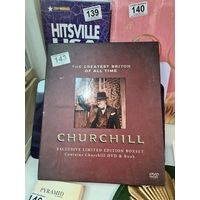 139
140
HITSVILLE
USA
143
THE GREATEST BRITON
OF ALL TIME
CHURCHILL
EXCLUSIVE LIMITED EDITION BOXSET
Contains Churchill DVD & Book
DVD
PYRAMID